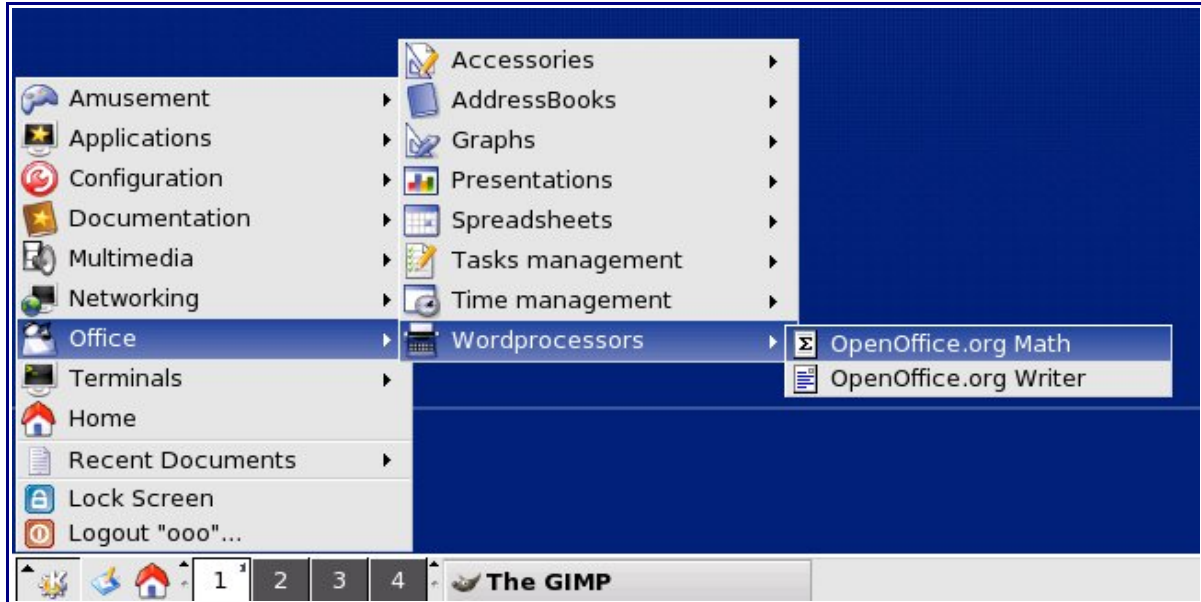 Amusement
Applications
Configuration
Documentation
Multimedia
Networking
Office
Terminals
Home
Recent Documents
Lock Screen
Logout "ooo"...
Accessories
AddressBooks
Graphs
Presentations
Spreadsheets
Tasks management
Time management
Wordprocessors
OpenOffice.org Math
OpenOffice.org Writer
1 2 3 4 The GIMP